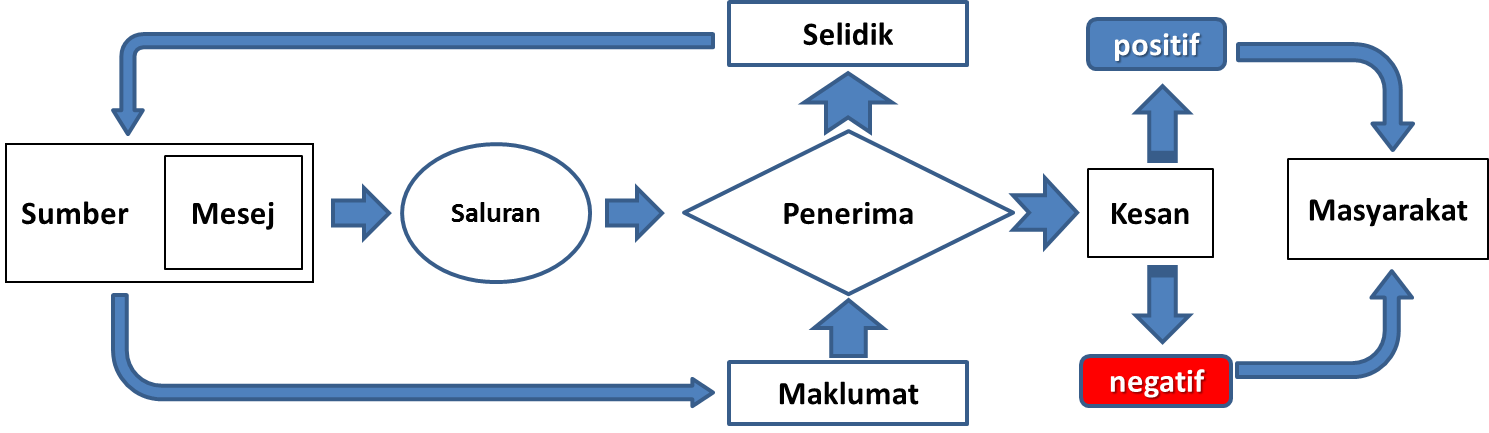 Selidik
positif
Sumber
Mesej
Saluran
Penerima
Kesan
Masyarakat
Maklumat
negatif